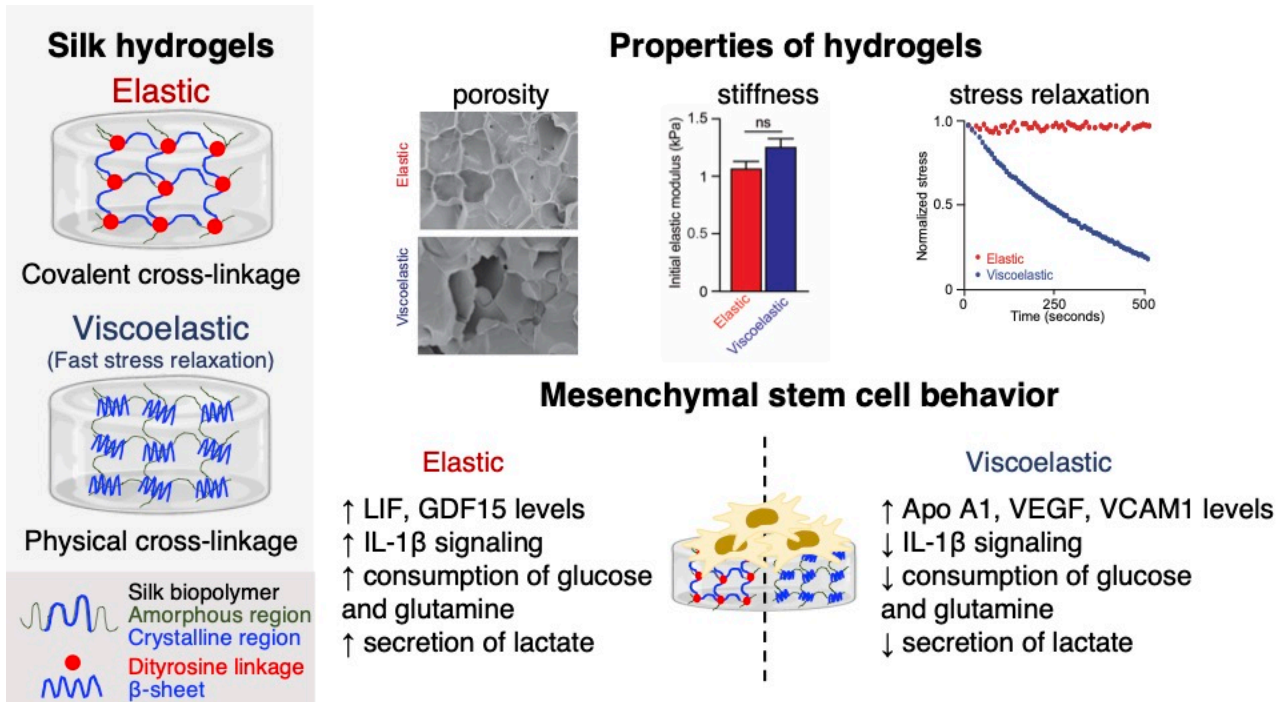 Silk hydrogels
Elastic
Covalent cross-linkage
Viscoelastic
(Fast stress relaxation)
Physical cross-linkage
Silk biopolymer
Amorphous region
Crystalline region
Dityrosine linkage
β-sheet
Properties of hydrogels
porosity
Elastic
Viscoelastic
stiffness
Initial elastic modulus (kPa)
1.5
1
0.5
0
ns
Elastic
Viscoelastic
stress relaxation
Normalized stress
1.0
0.5
0
Elastic
Viscoelastic
0
250
500
Time (seconds)
Mesenchymal stem cell behavior
Elastic
↑ LIF, GDF15 levels
↑ IL-1β signaling
↑ consumption of glucose
and glutamine
↑ secretion of lactate
Viscoelastic
↑ Apo A1, VEGF, VCAM1 levels
↓ IL-1β signaling
↓ consumption of glucose
and glutamine
↓ secretion of lactate